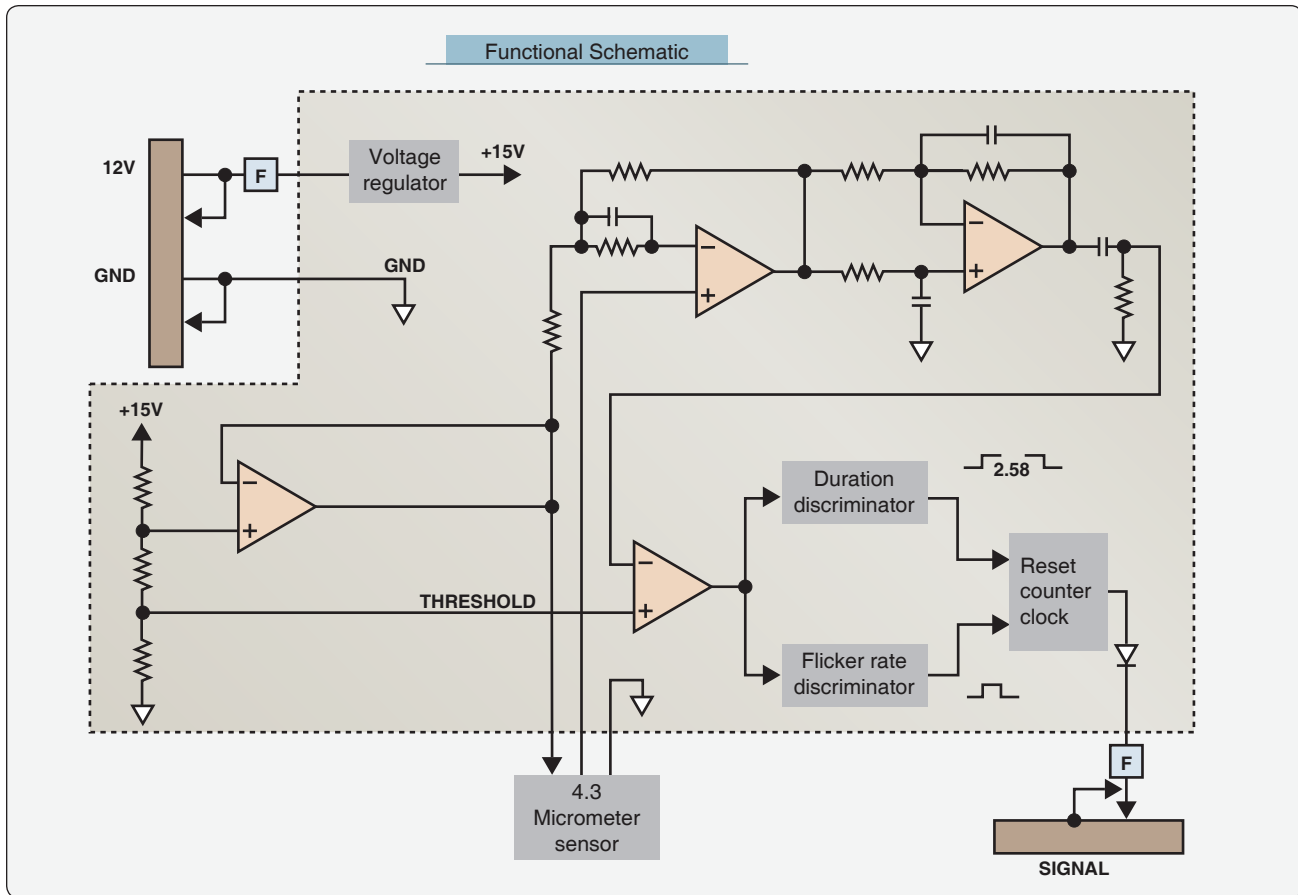 Functional Schematic
12V
F
Voltage
regulator
+15V
GND
GND
+15V
−
+
−
+
−
+
−
+
THRESHOLD
Duration
discriminator
2.58
Reset
counter
clock
Flicker rate
discriminator
4.3
Micrometer
sensor
F
SIGNAL